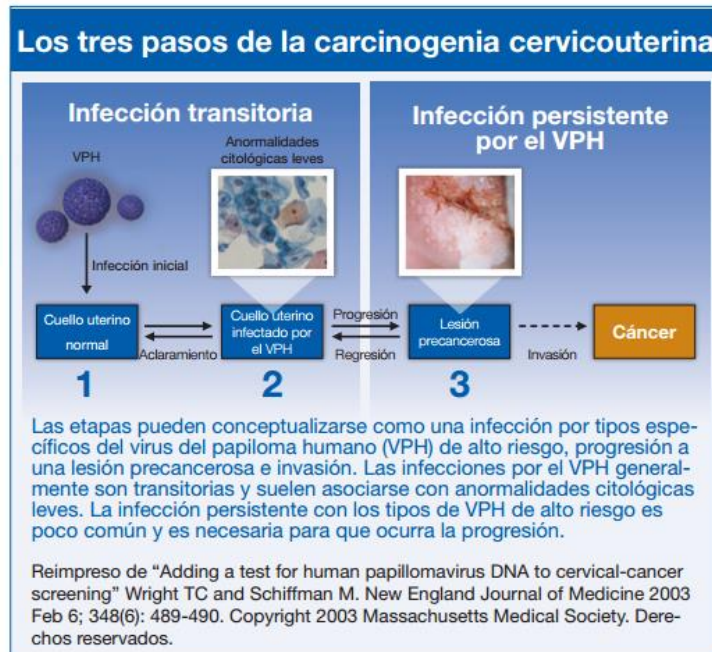 Los tres pasos de la carcinogenia cervicouterina
Infección transitoria
Infección persistente
por el VPH
VPH
Anormalidades
citológicas leves
Infección inicial
Cuello uterino
normal
Aclaramiento
Cuello uterino
infectado por
el VPH
Progresión
Regresión
Lesión
precancerosa
Invasión
Cáncer
1
2
3
Las etapas pueden conceptualizarse como una infección por tipos espe-
cíficos del virus del papiloma humano (VPH) de alto riesgo, progresión a
una lesión precancerosa e invasión. Las infecciones por el VPH general-
mente son transitorias y suelen asociarse con anormalidades citológicas
leves. La infección persistente con los tipos de VPH de alto riesgo es
poco común y es necesaria para que ocurra la progresión.
Reimpreso de “Adding a test for human papillomavirus DNA to cervical-cancer
screening” Wright TC and Schiffman M. New England Journal of Medicine 2003
Feb 6; 348(6): 489-490. Copyright 2003 Massachusetts Medical Society. Dere-
chos reservados.